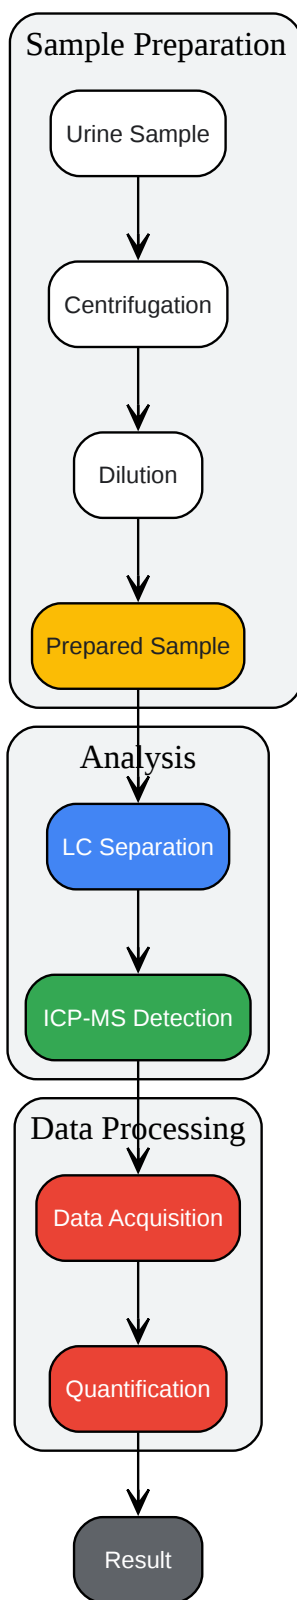 Sample Preparation
Urine Sample
Centrifugation
Dilution
Prepared Sample
Analysis
LC Separation
ICP-MS Detection
Data Processing
Data Acquisition
Quantification
Result